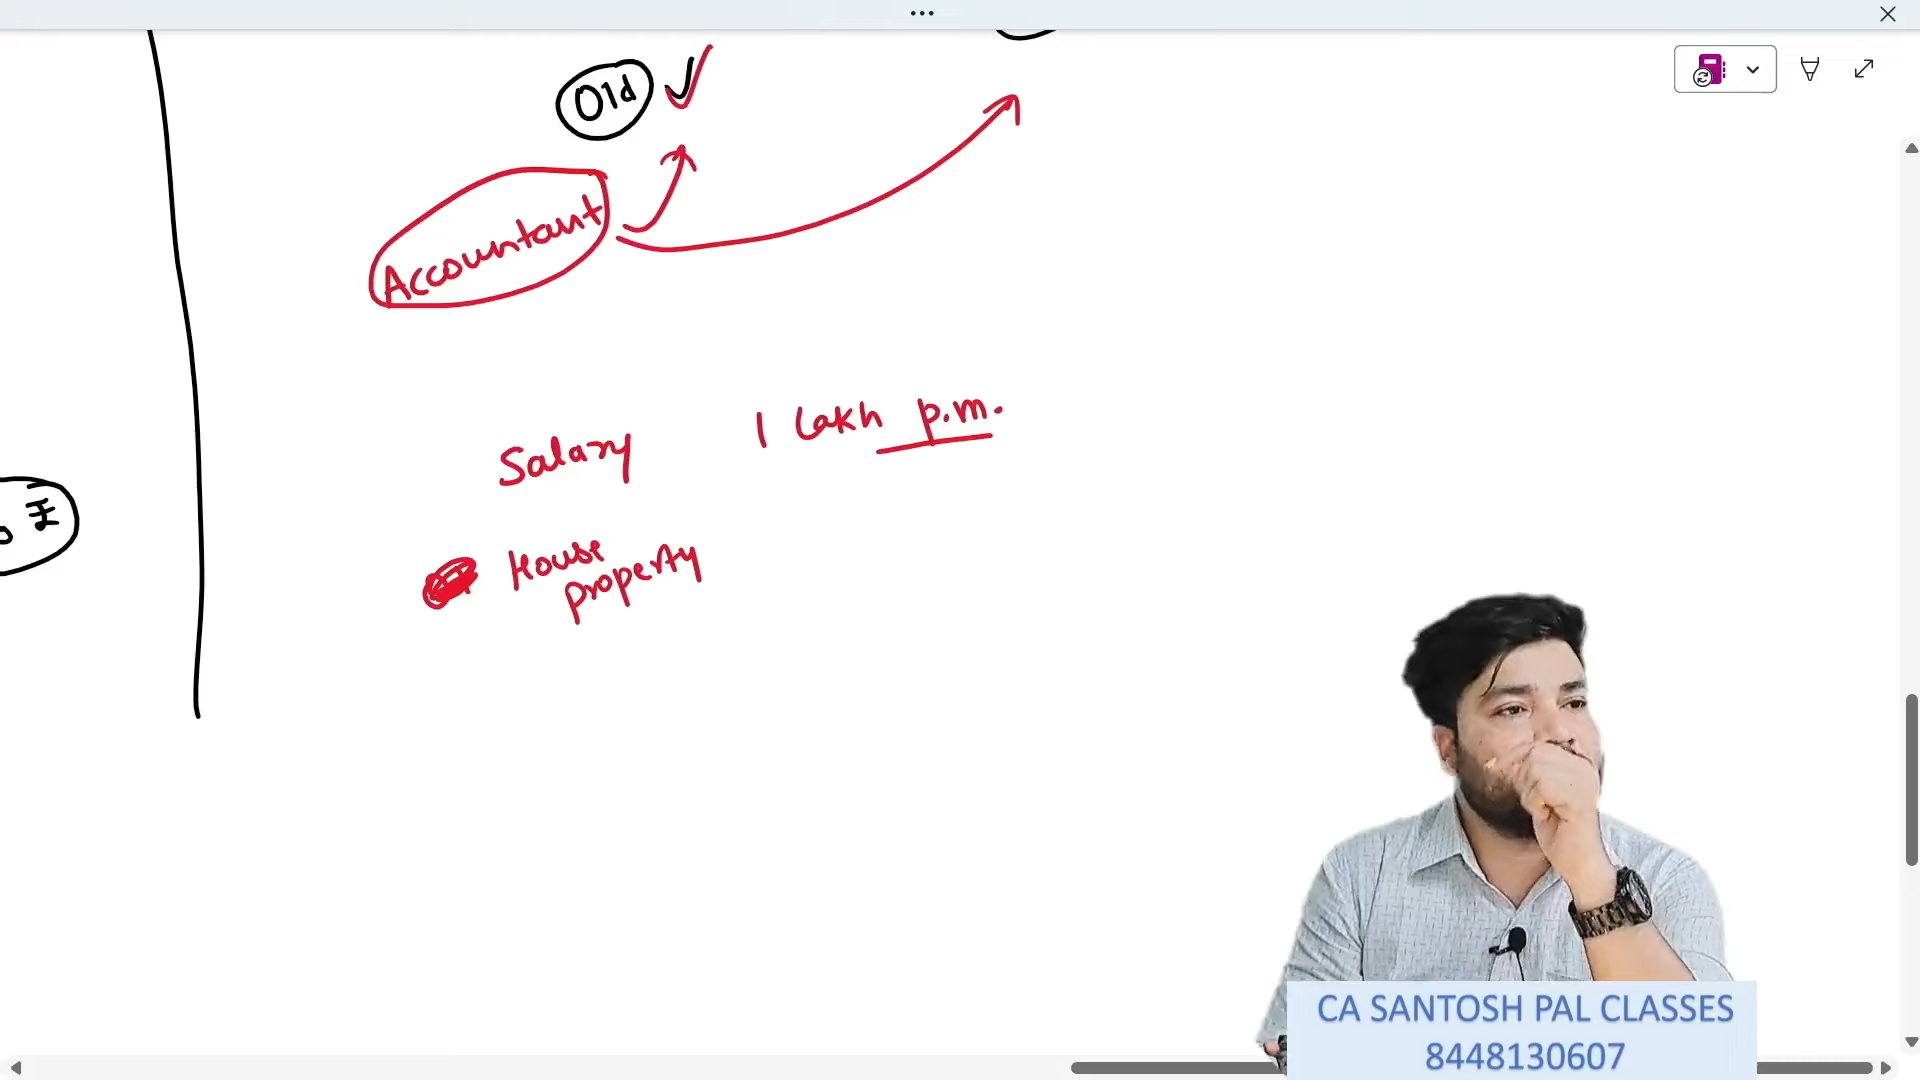 Old
Accountant
Salary 1 Lakh p.m.
House
property
₹
CA SANTOSH PAL CLASSES
8448130607